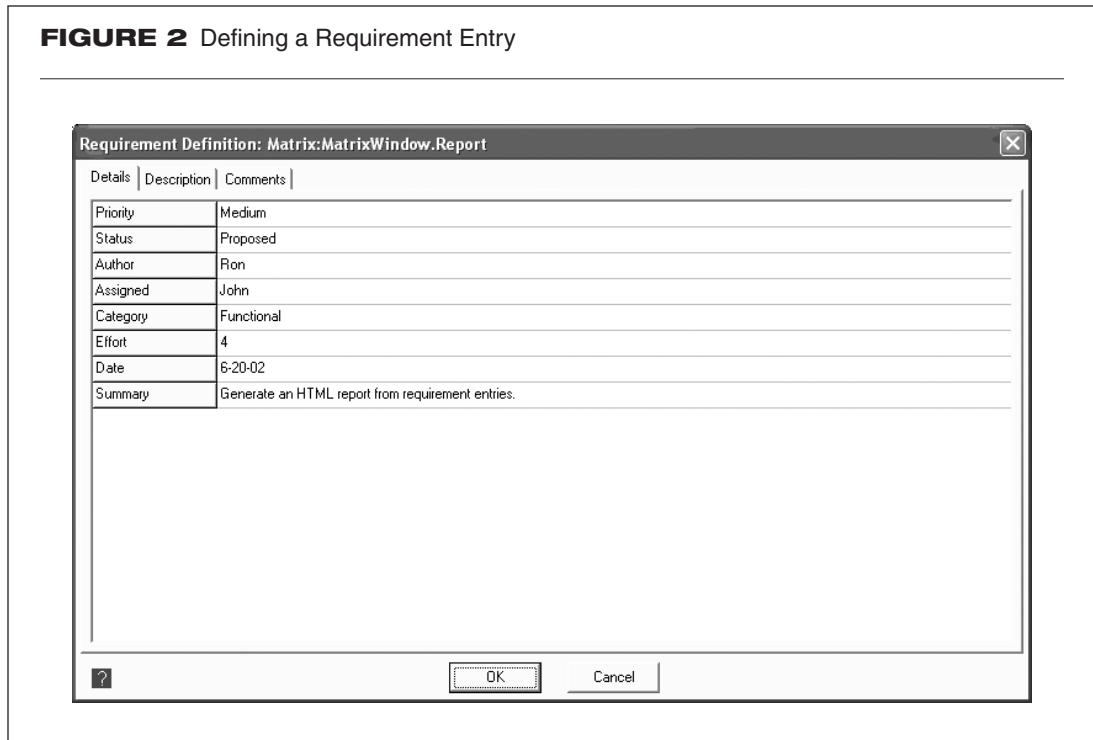 FIGURE 2 Defining a Requirement Entry
Requirement Definition: Matrix:MatrixWindow.Report
Details Description Comments
Priority Medium
Status Proposed
Author Ron
Assigned John
Category Functional
Effort 4
Date 6-20-02
Summary Generate an HTML report from requirement entries.
? OK Cancel